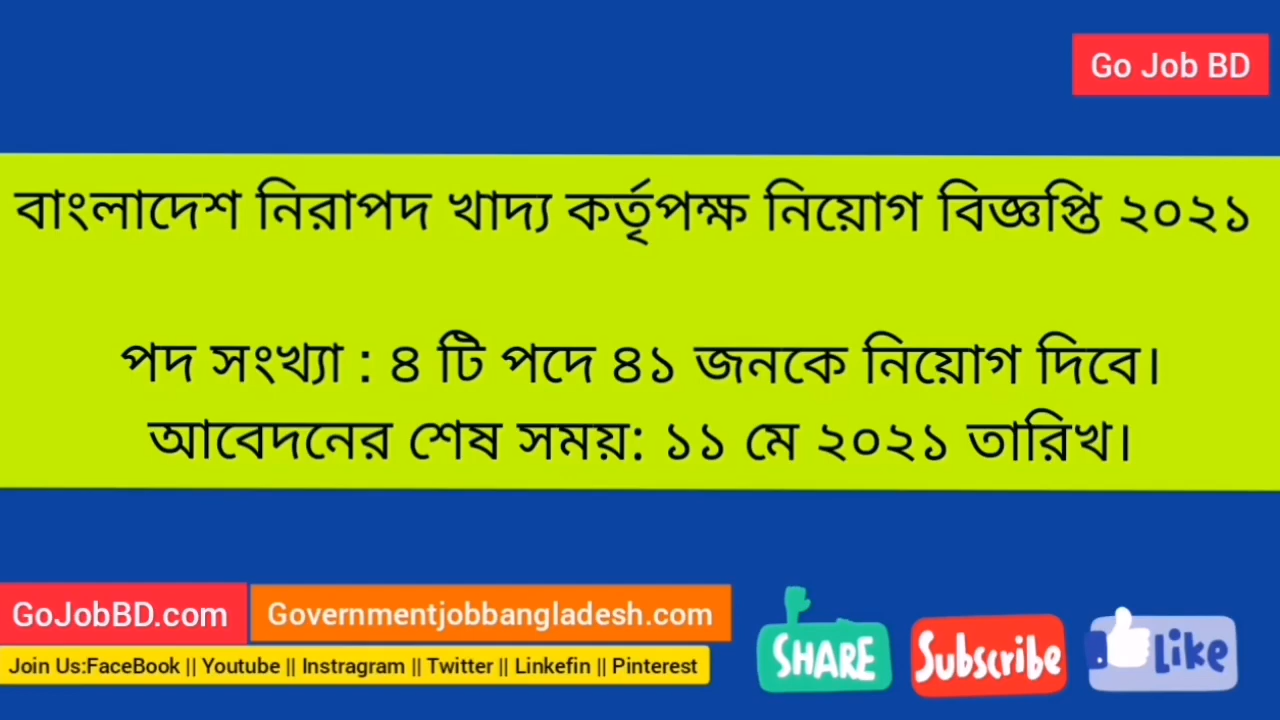 Go Job BD
বাংলাদেশ নিরাপদ খাদ্য কর্তৃপক্ষ নিয়োগ বিজ্ঞপ্তি ২০২১
পদ সংখ্যা : ৪ টি পদে ৪১ জনকে নিয়োগ দিবে।
আবেদনের শেষ সময়: ১১ মে ২০২১ তারিখ।
GoJobBD.com Governmentjobbangladesh.com
Join Us:FaceBook || Youtube || Instragram || Twitter || Linkefin || Pinterest
SHARE Subscribe Like